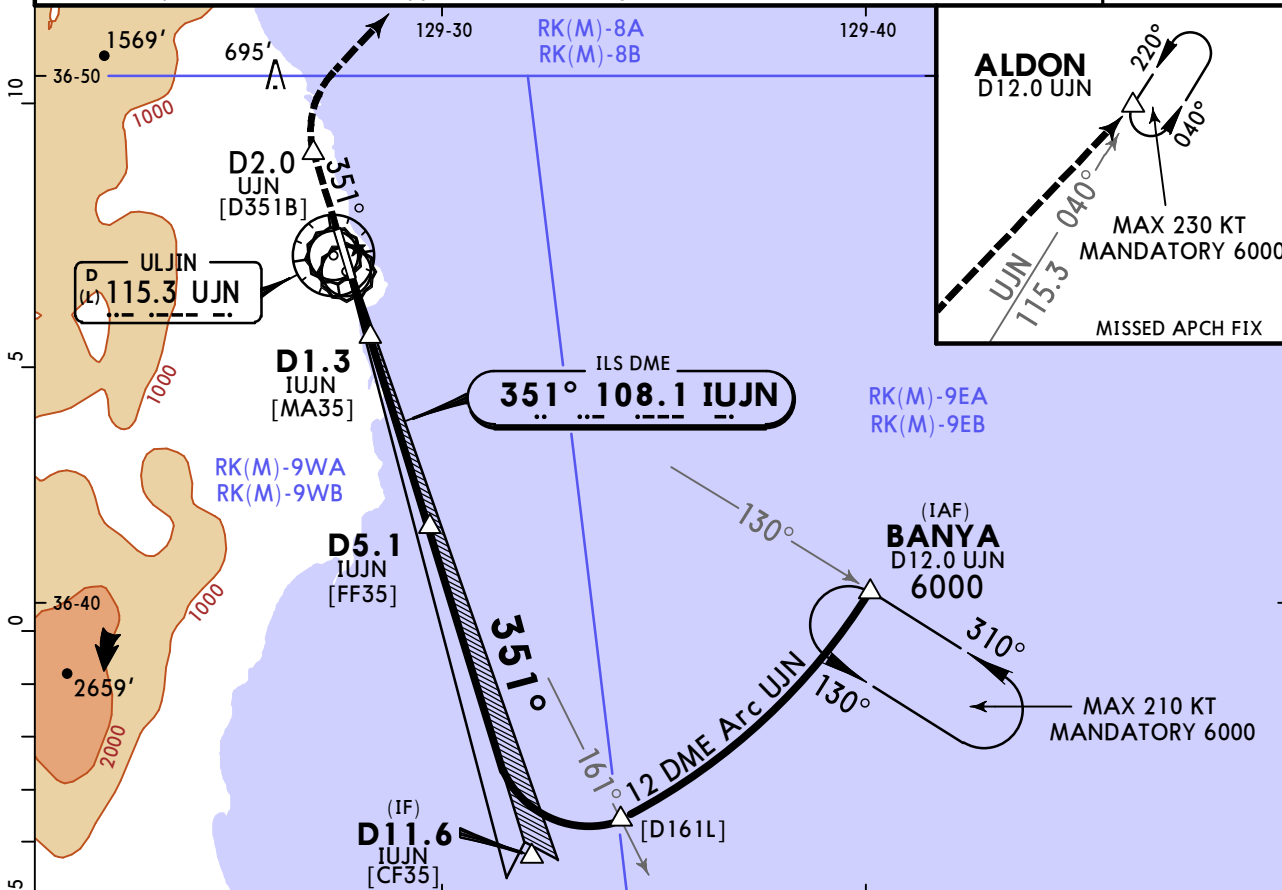 1569'
129-30
129-40
RK(M)-8A
RK(M)-8B
695'
36-50
10
1000
D2.0
UJN
[D351B]
351°
ALDON
D12.0 UJN
220°
040°
UJN 040°
115.3
MAX 230 KT
MANDATORY 6000
MISSED APCH FIX
ULJIN
D
(L)
115.3 UJN
5
D1.3
IUJN
[MA35]
1000
ILS DME
351° 108.1 IUJN
RK(M)-9EA
RK(M)-9EB
RK(M)-9WA
RK(M)-9WB
130°
(IAF)
BANYA
D12.0 UJN
6000
D5.1
IUJN
[FF35]
36-40
0
1000
351°
310°
130°
2659'
2000
MAX 210 KT
MANDATORY 6000
161°
12 DME Arc UJN
[D161L]
(IF)
D11.6
IUJN
[CF35]
5